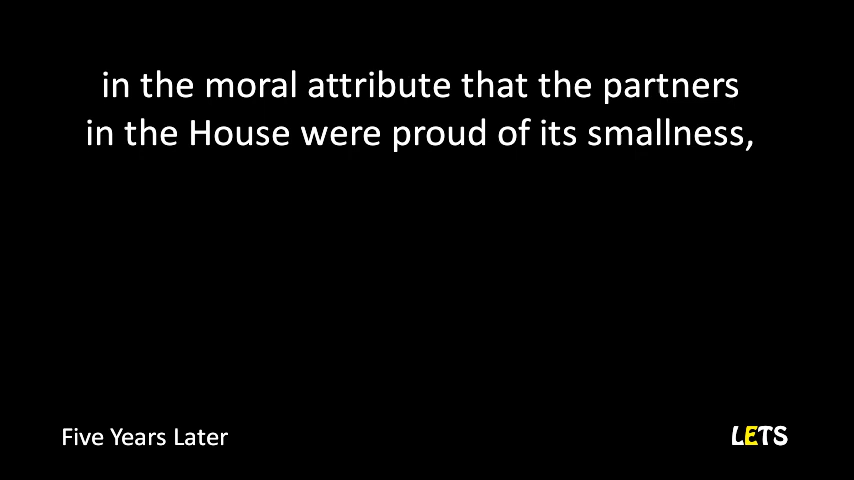 in the moral attribute that the partners
in the House were proud of its smallness,
Five Years Later
LETS